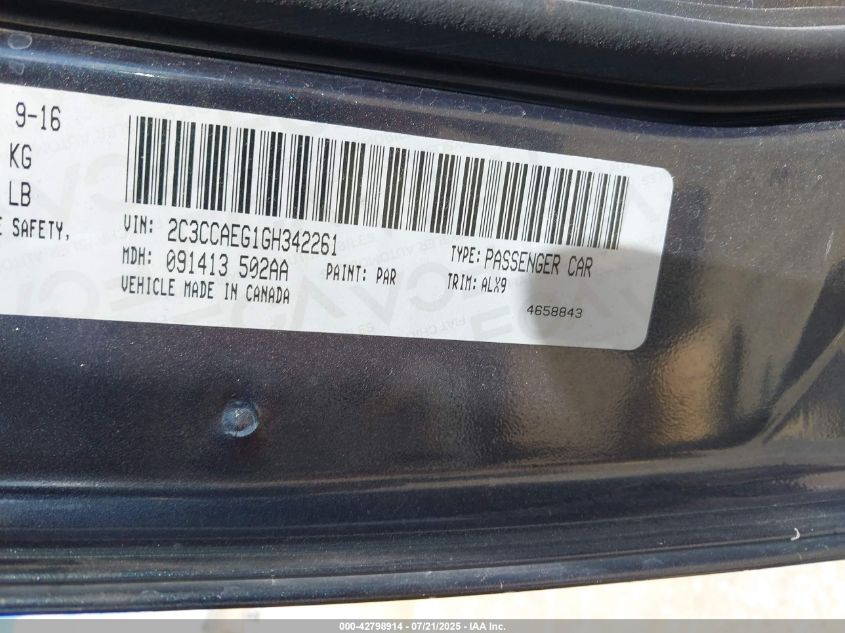 9-16
KG
LB
E SAFETY,
VIN: 2C3CCAEG1GH342261 TYPE: PASSENGER CAR
MDH: 091413 502AA PAINT: PAR TRIM: ALX9
VEHICLE MADE IN CANADA 4658843
000-42798914 / 07/21/2025 - IAA Inc.